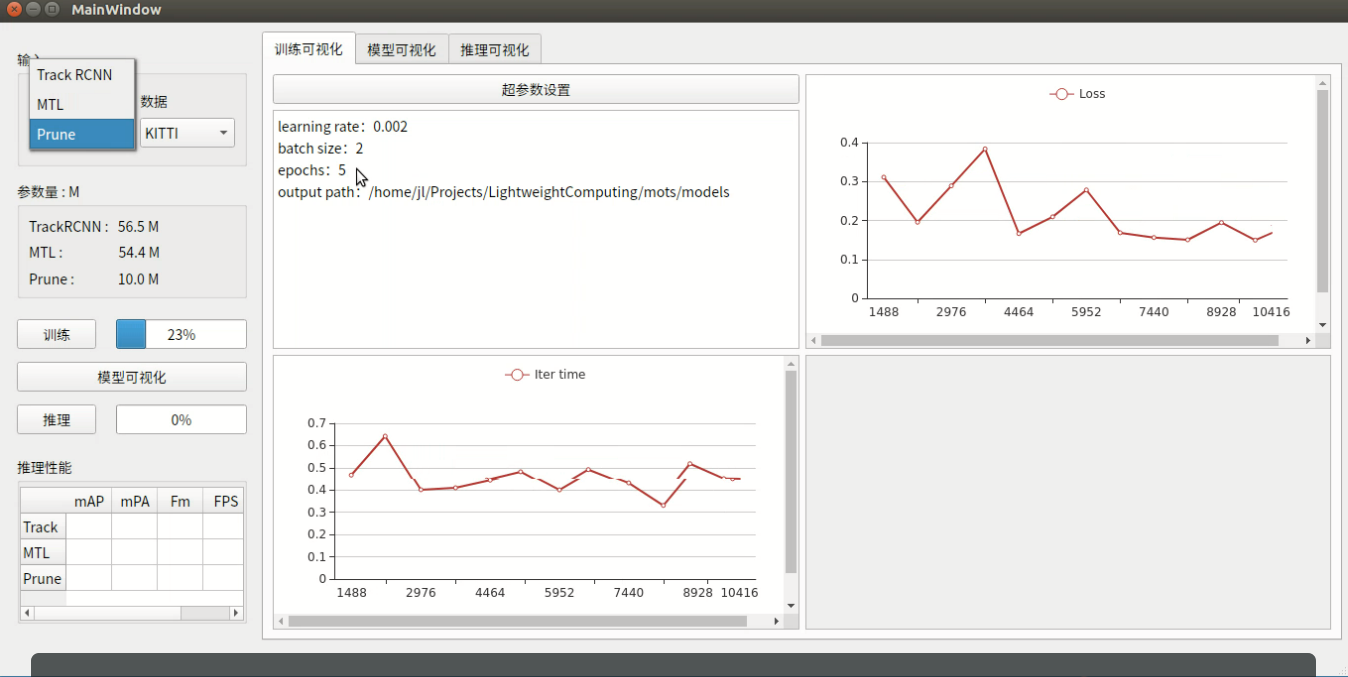 MainWindow
输入
Track RCNN
MTL
Prune
数据
KITTI
参数量 : M
TrackRCNN : 56.5 M
MTL : 54.4 M
Prune : 10.0 M
训练 23%
模型可视化
推理 0%
推理性能
mAP mPA Fm FPS
Track
MTL
Prune
训练可视化 模型可视化 推理可视化
超参数设置
learning rate：0.002
batch size：2
epochs：5
output path：/home/jl/Projects/LightweightComputing/mots/models
Loss
0.4
0.3
0.2
0.1
0
1488 2976 4464 5952 7440 8928 10416
Iter time
0.7
0.6
0.5
0.4
0.3
0.2
0.1
0
1488 2976 4464 5952 7440 8928 10416